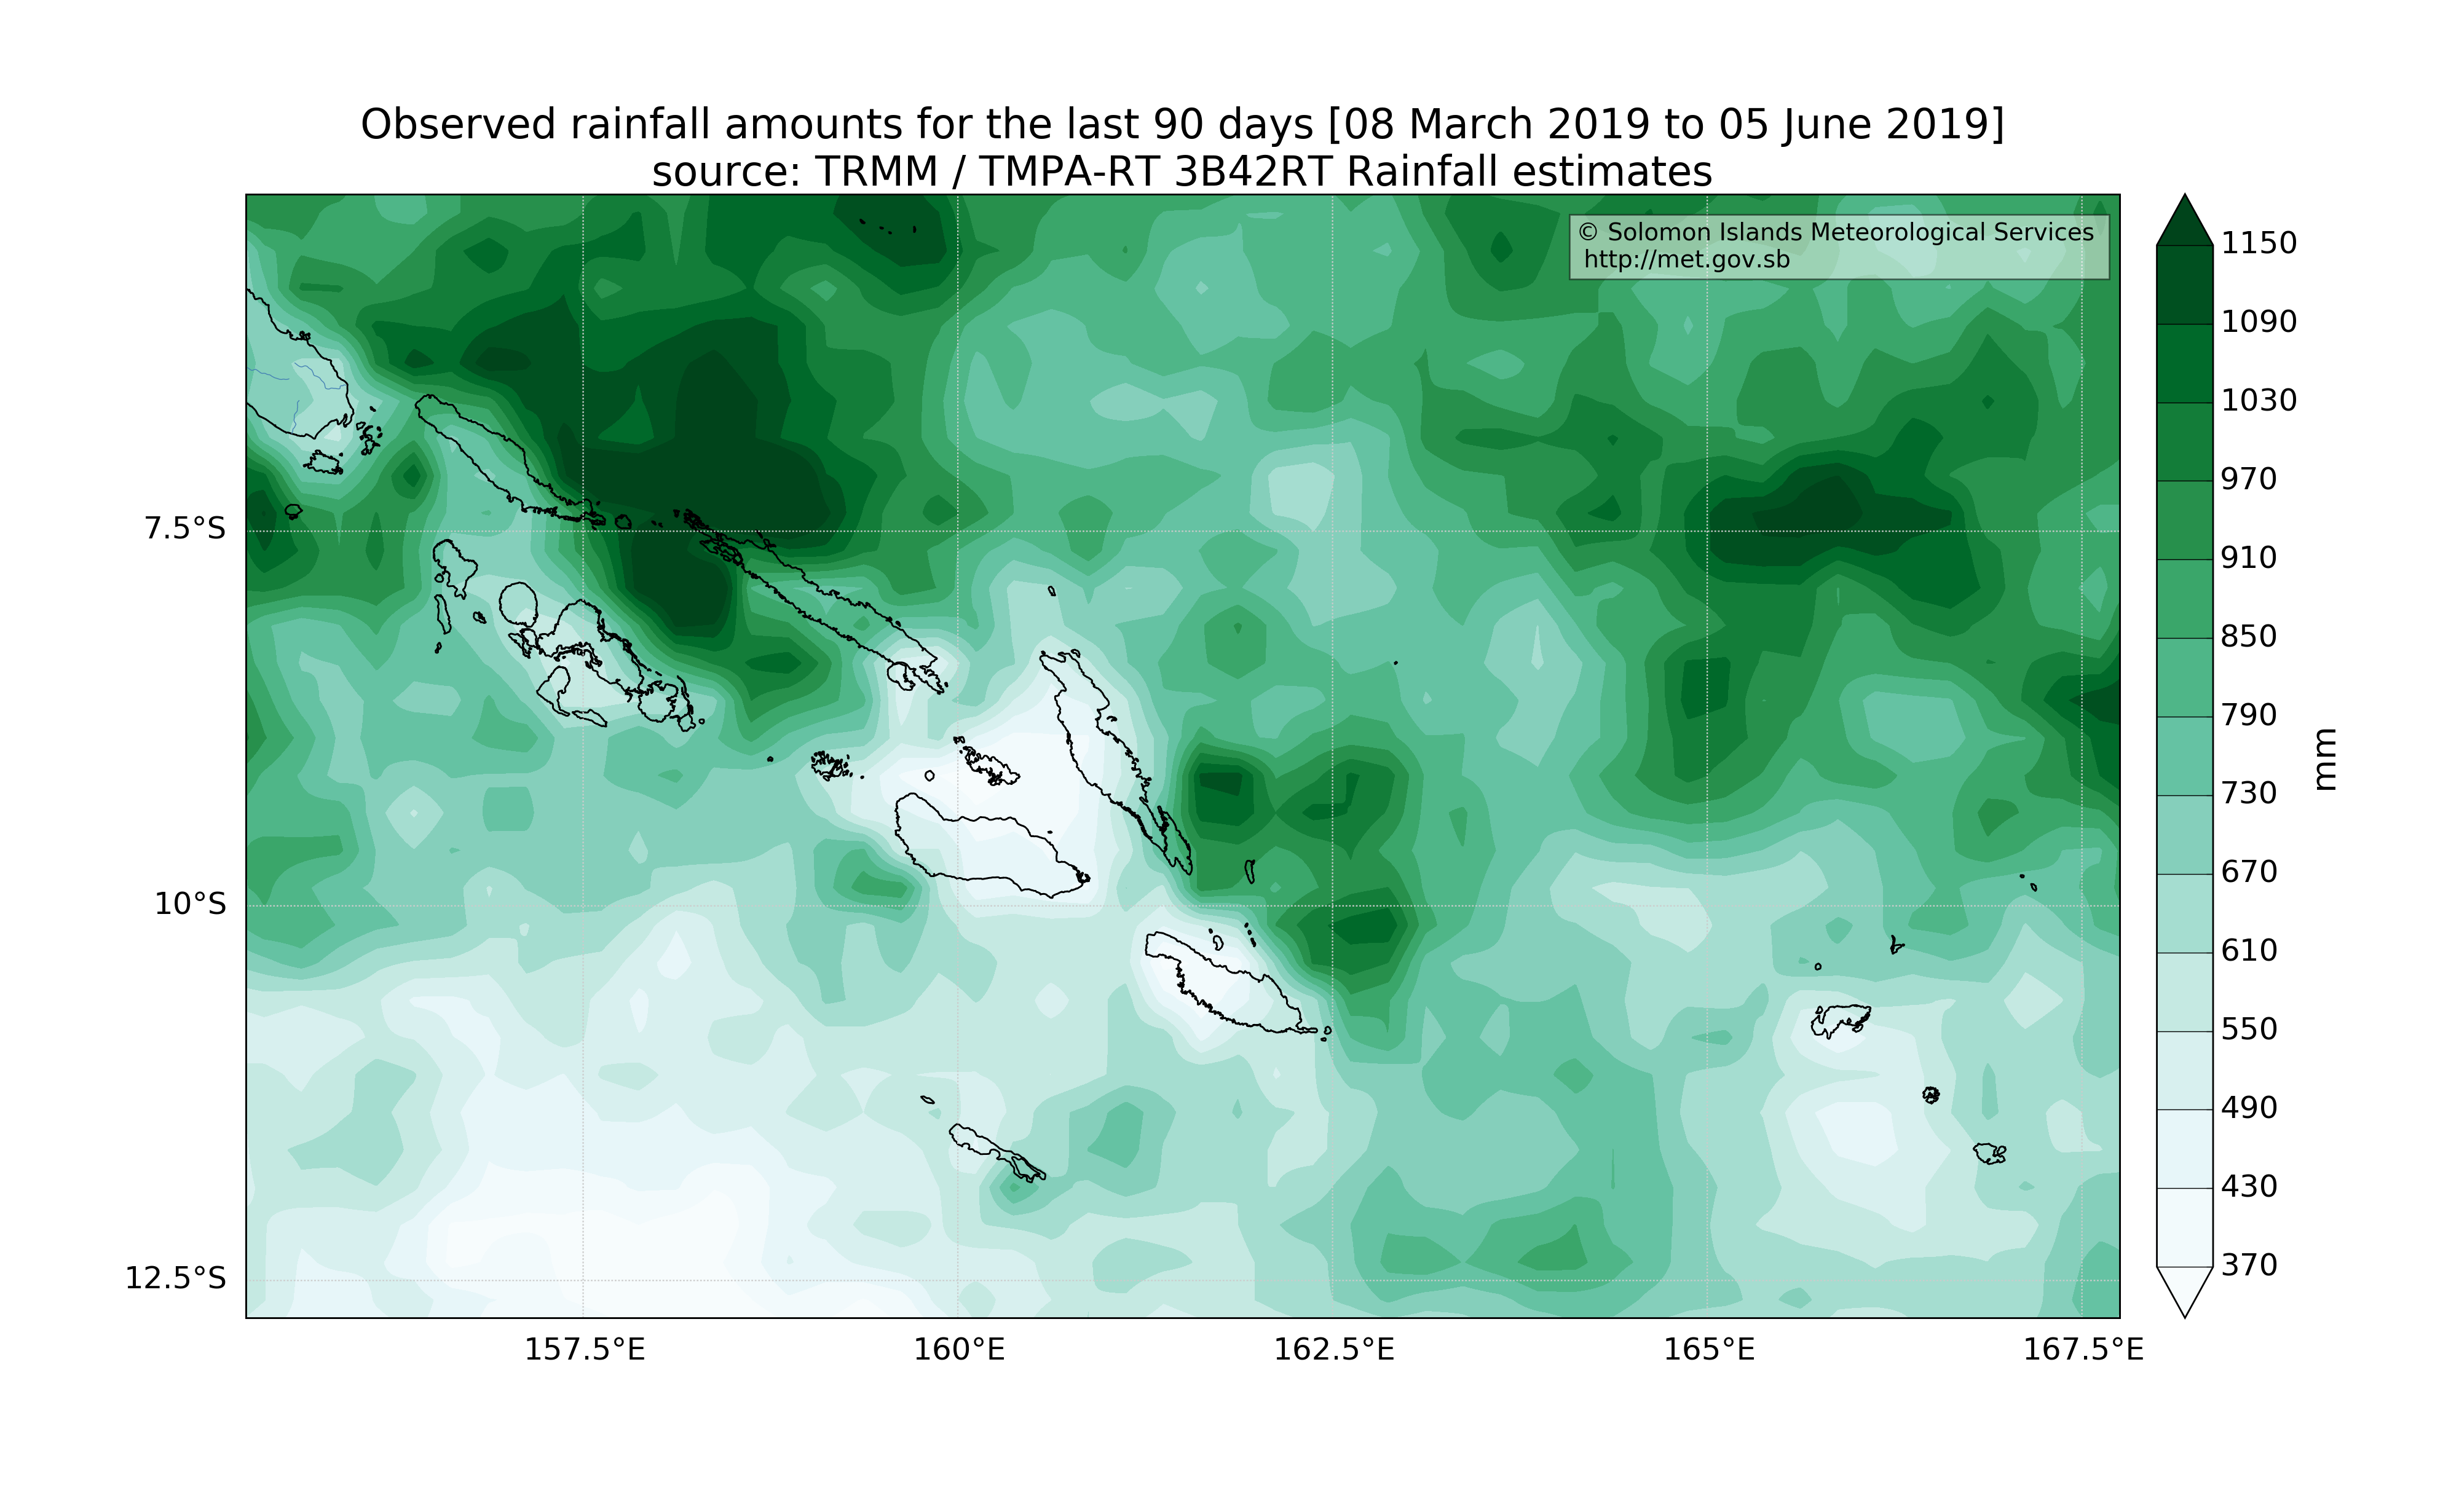 Observed rainfall amounts for the last 90 days [08 March 2019 to 05 June 2019]
source: TRMM / TMPA-RT 3B42RT Rainfall estimates
© Solomon Islands Meteorological Services
http://met.gov.sb
7.5°S
10°S
12.5°S
157.5°E
160°E
162.5°E
165°E
167.5°E
1150
1090
1030
970
910
850
790
730
670
610
550
490
430
370
mm